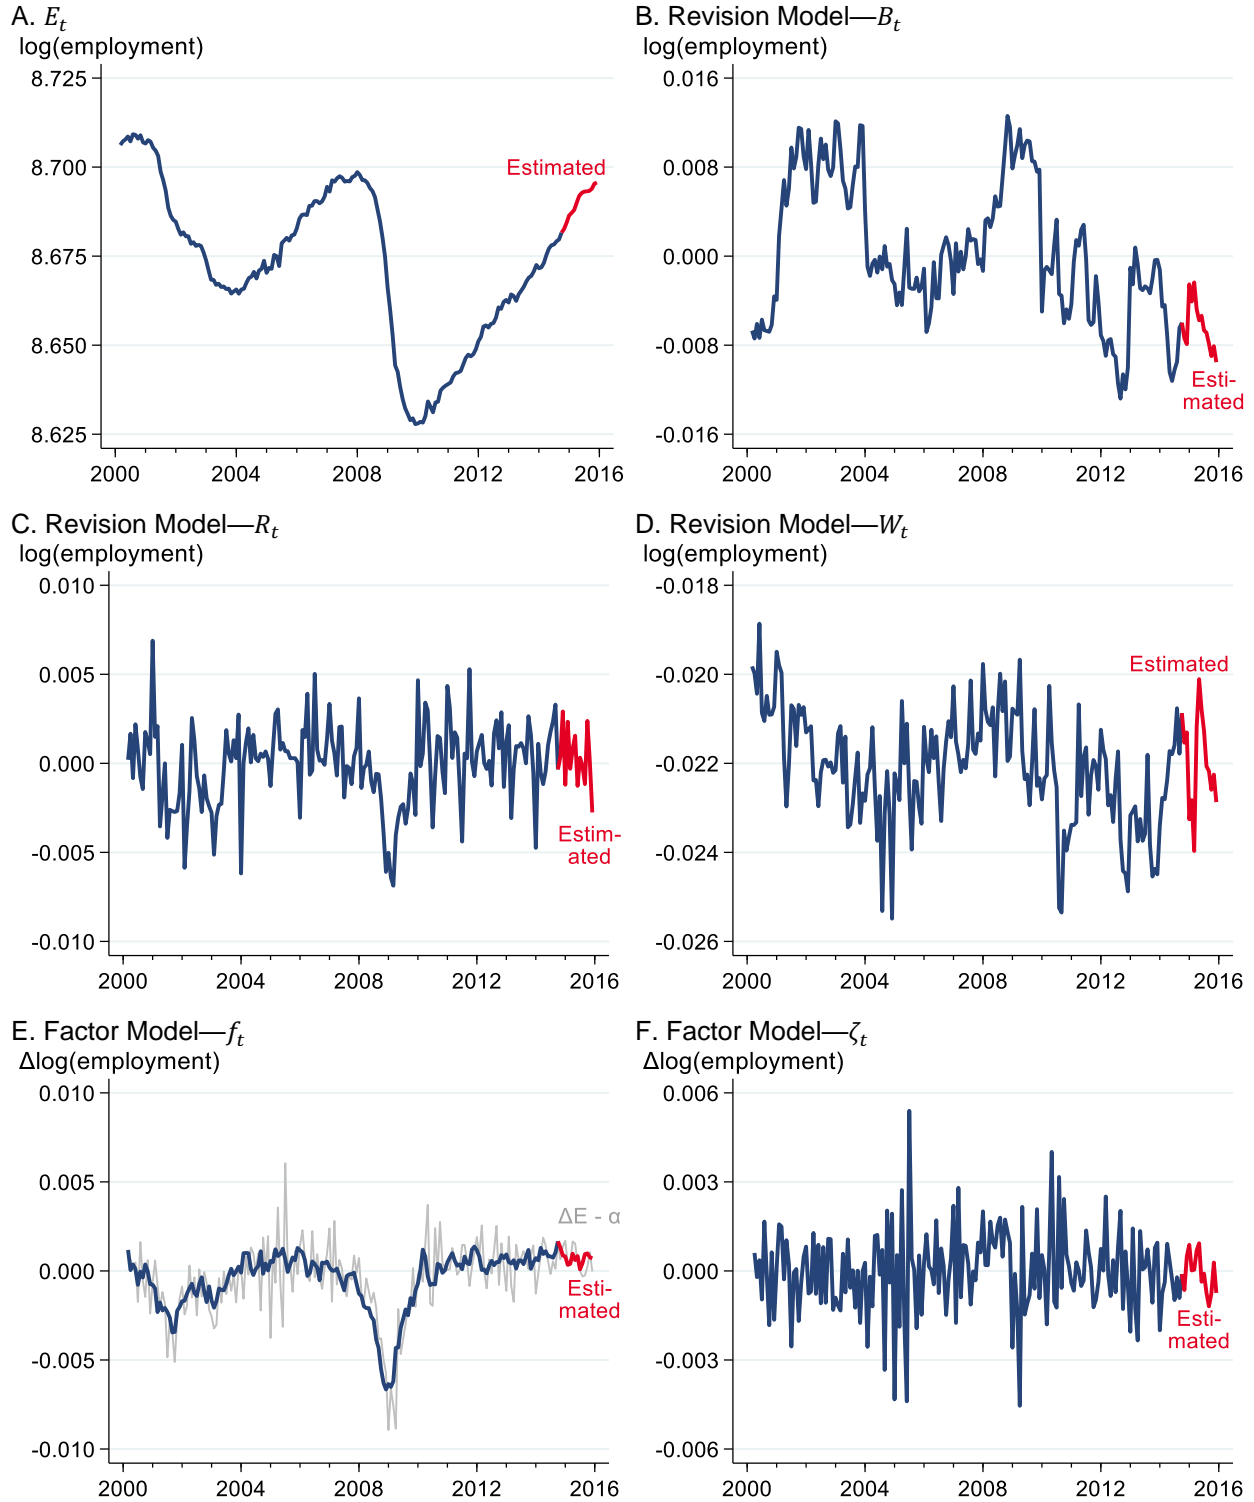 A. E_t
log(employment)
8.725
8.700
8.675
8.650
8.625
Estimated
2000 2004 2008 2012 2016
B. Revision Model—B_t
log(employment)
0.016
0.008
0.000
-0.008
-0.016
Esti-
mated
2000 2004 2008 2012 2016
C. Revision Model—R_t
log(employment)
0.010
0.005
0.000
-0.005
-0.010
Estim-
ated
2000 2004 2008 2012 2016
D. Revision Model—W_t
log(employment)
-0.018
-0.020
-0.022
-0.024
-0.026
Estimated
2000 2004 2008 2012 2016
E. Factor Model—f_t
Δlog(employment)
0.010
0.005
0.000
-0.005
-0.010
ΔE - α
Esti-
mated
2000 2004 2008 2012 2016
F. Factor Model—ζ_t
Δlog(employment)
0.006
0.003
0.000
-0.003
-0.006
Esti-
mated
2000 2004 2008 2012 2016